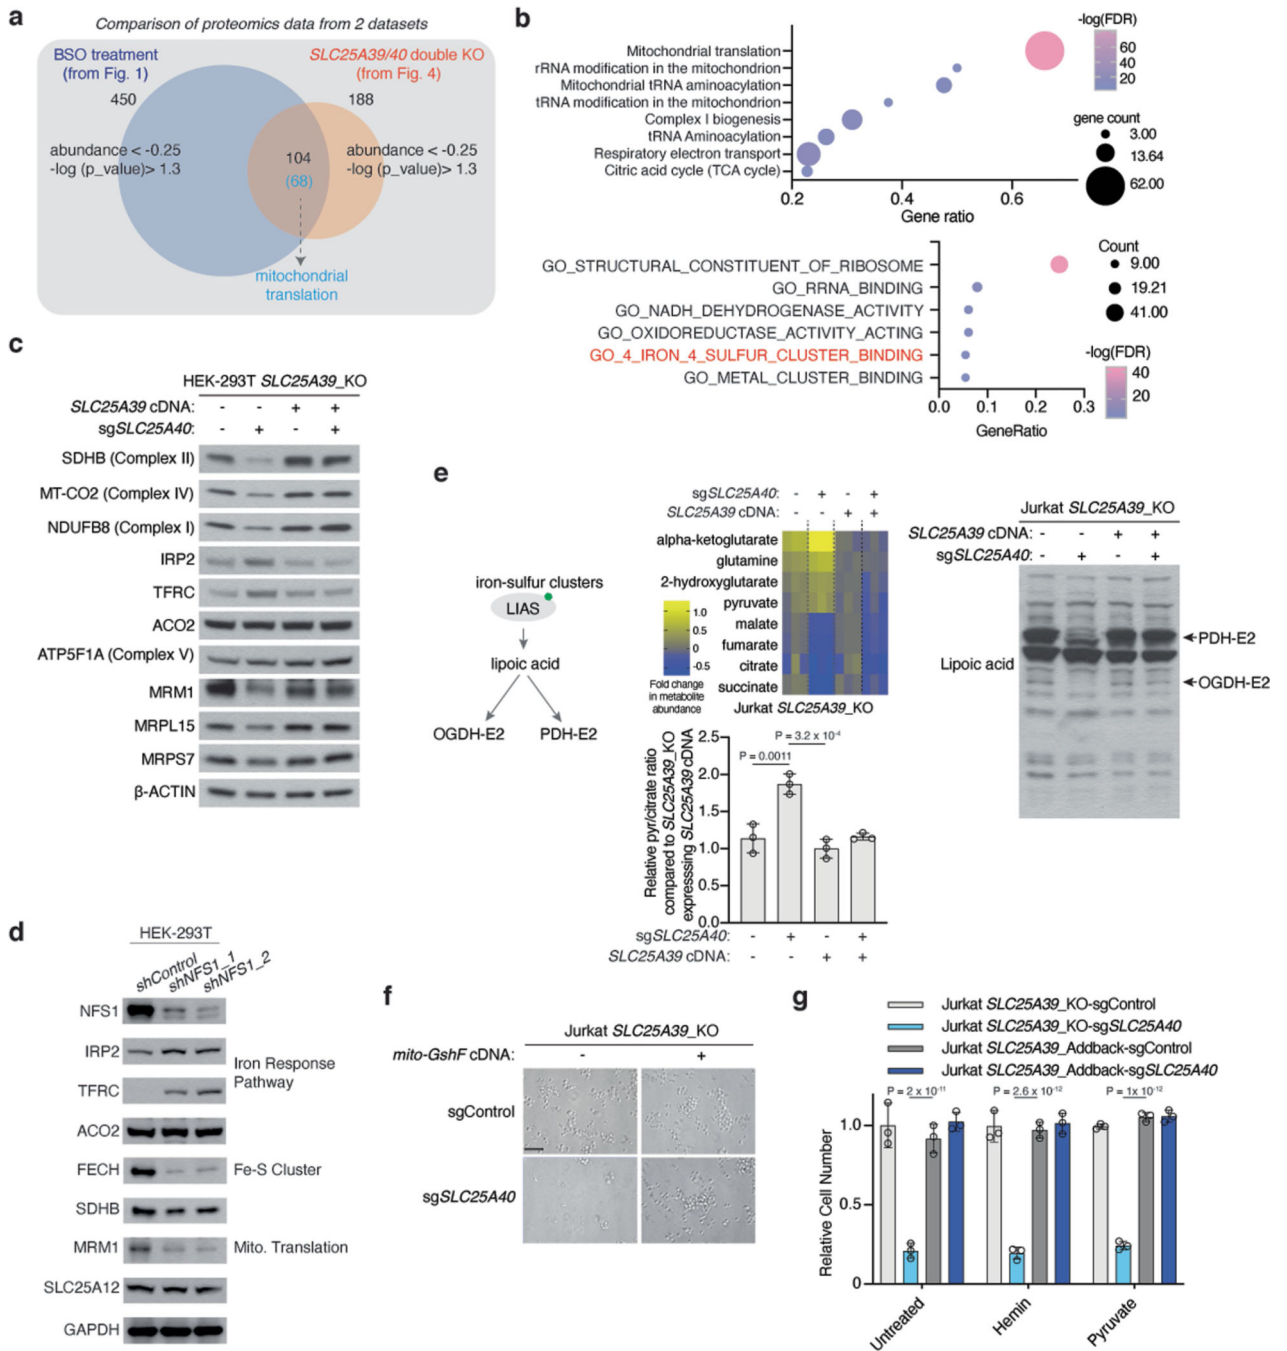 a
Comparison of proteomics data from 2 datasets
BSO treatment
(from Fig. 1)
450
SLC25A39/40 double KO
(from Fig. 4)
188
abundance < -0.25
-log (p_value)> 1.3
104
(68)
abundance < -0.25
-log (p_value)> 1.3
mitochondrial
translation
b
Mitochondrial translation
rRNA modification in the mitochondrion
Mitochondrial tRNA aminoacylation
tRNA modification in the mitochondrion
Complex I biogenesis
tRNA Aminoacylation
Respiratory electron transport
Citric acid cycle (TCA cycle)
0.2 0.4 0.6
Gene ratio
-log(FDR)
60
40
20
gene count
3.00
13.64
62.00
GO_STRUCTURAL_CONSTITUENT_OF_RIBOSOME
GO_RRNA_BINDING
GO_NADH_DEHYDROGENASE_ACTIVITY
GO_OXIDOREDUCTASE_ACTIVITY_ACTING
GO_4_IRON_4_SULFUR_CLUSTER_BINDING
GO_METAL_CLUSTER_BINDING
0.0 0.1 0.2 0.3
GeneRatio
Count
9.00
19.21
41.00
-log(FDR)
40
20
c
HEK-293T SLC25A39_KO
SLC25A39 cDNA: - - + +
sgSLC25A40: - + - +
SDHB (Complex II)
MT-CO2 (Complex IV)
NDUFB8 (Complex I)
IRP2
TFRC
ACO2
ATP5F1A (Complex V)
MRM1
MRPL15
MRPS7
β-ACTIN
d
HEK-293T
shControl
shNFS1_1
shNFS1_2
NFS1
IRP2
TFRC
Iron Response
Pathway
ACO2
FECH
Fe-S Cluster
SDHB
MRM1
Mito. Translation
SLC25A12
GAPDH
e
iron-sulfur clusters
LIAS
lipoic acid
OGDH-E2 PDH-E2
sgSLC25A40: - + - +
SLC25A39 cDNA: - - + +
alpha-ketoglutarate
glutamine
2-hydroxyglutarate
pyruvate
malate
fumarate
citrate
succinate
1.0
0.5
0
-0.5
Fold change
in metabolite
abundance
Jurkat SLC25A39_KO
Relative pyr/citrate ratio
compared to SLC25A39_KO
expresssing SLC25A39 cDNA
2.5
2.0
1.5
1.0
0.5
0.0
P = 0.0011
P = 3.2 x 10-4
sgSLC25A40: - + - +
SLC25A39 cDNA: - - + +
Jurkat SLC25A39_KO
SLC25A39 cDNA: - - + +
sgSLC25A40: - + - +
Lipoic acid
PDH-E2
OGDH-E2
f
Jurkat SLC25A39_KO
mito-GshF cDNA: - +
sgControl
sgSLC25A40
g
Jurkat SLC25A39_KO-sgControl
Jurkat SLC25A39_KO-sgSLC25A40
Jurkat SLC25A39_Addback-sgControl
Jurkat SLC25A39_Addback-sgSLC25A40
P = 2 x 10-11
P = 2.6 x 10-12
P = 1x 10-12
Relative Cell Number
1.0
0.5
0
Untreated
Hemin
Pyruvate